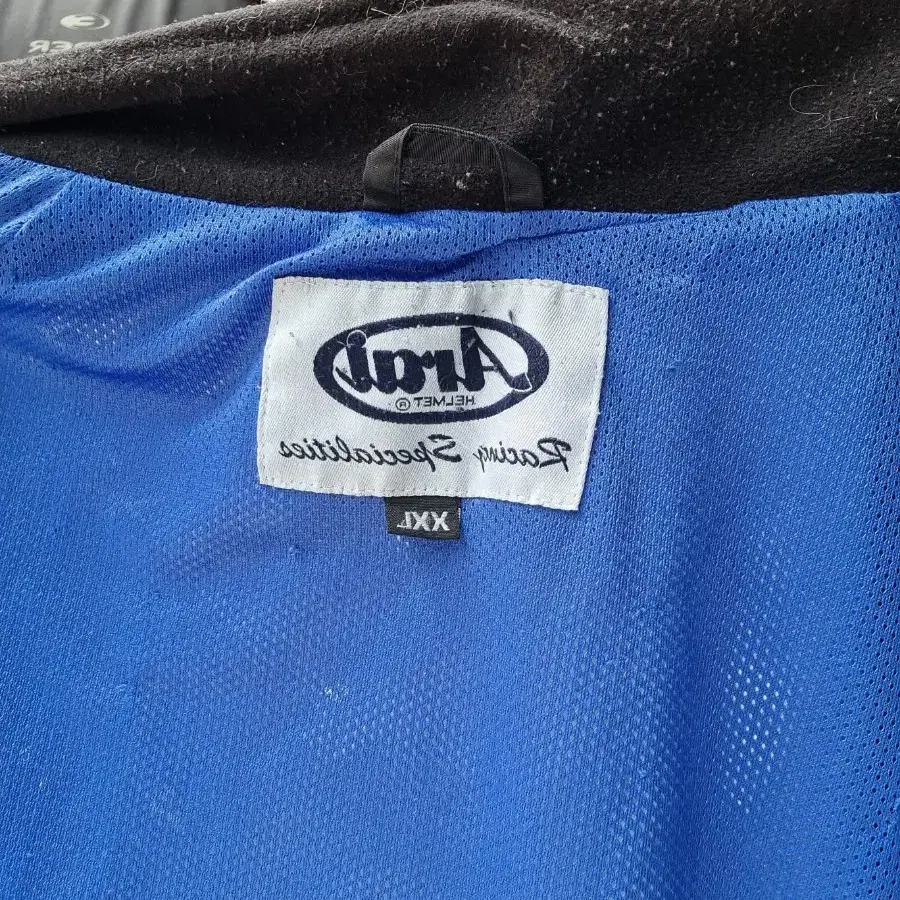 Arai
HELMET ®
Racing Specialities
XXL